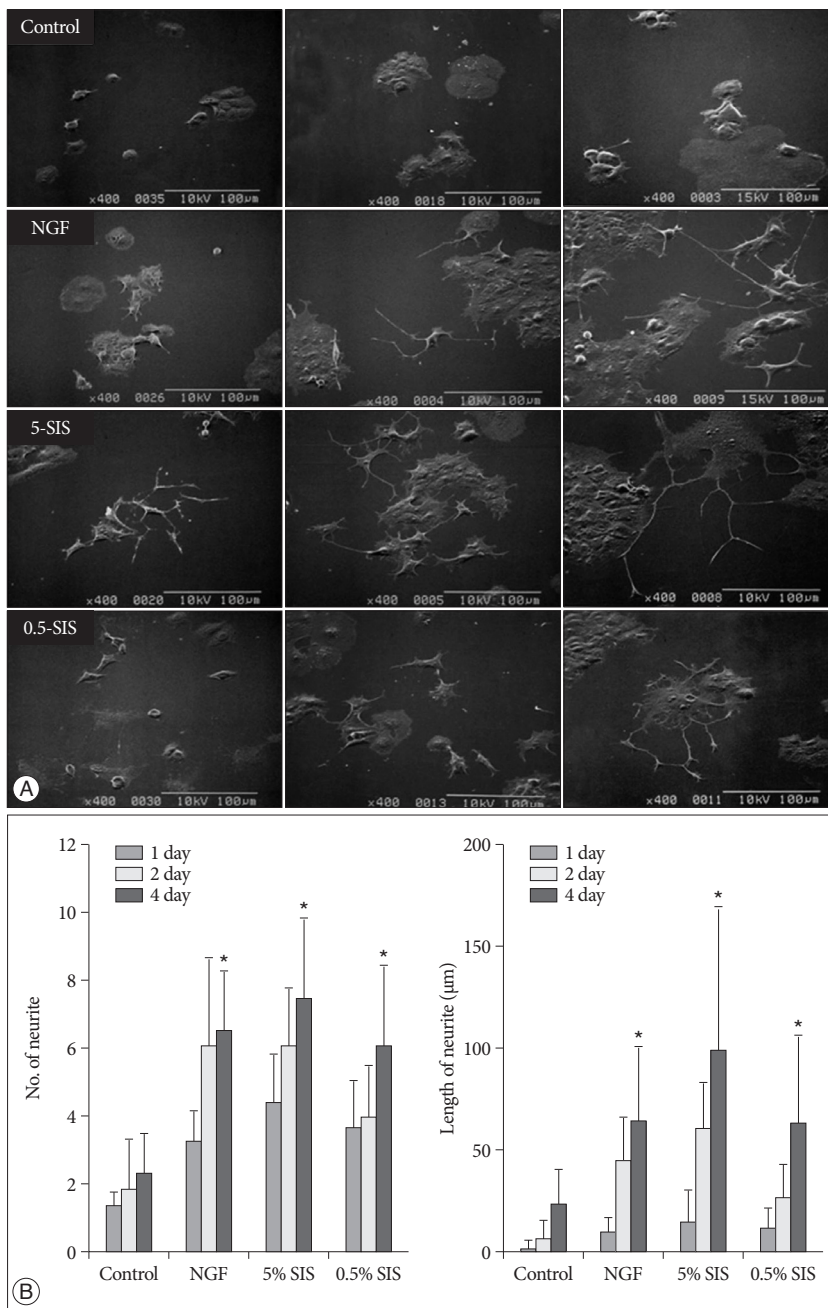 Control
x400 0035 10kV 100μm
x400 0018 10kV 100μm
x400 0003 15kV 100μm
NGF
x400 0026 10kV 100μm
x400 0004 10kV 100μm
x400 0009 15kV 100μm
5-SIS
x400 0020 10kV 100μm
x400 0005 10kV 100μm
x400 0008 10kV 100μm
0.5-SIS
A
x400 0030 10kV 100μm
x400 0013 10kV 100μm
x400 0011 10kV 100μm
12
10
8
6
4
2
0
No. of neurite
1 day
2 day
4 day
*
*
*
Control NGF 5% SIS 0.5% SIS
200
150
100
50
0
Length of neurite (μm)
1 day
2 day
4 day
*
*
*
Control NGF 5% SIS 0.5% SIS
B